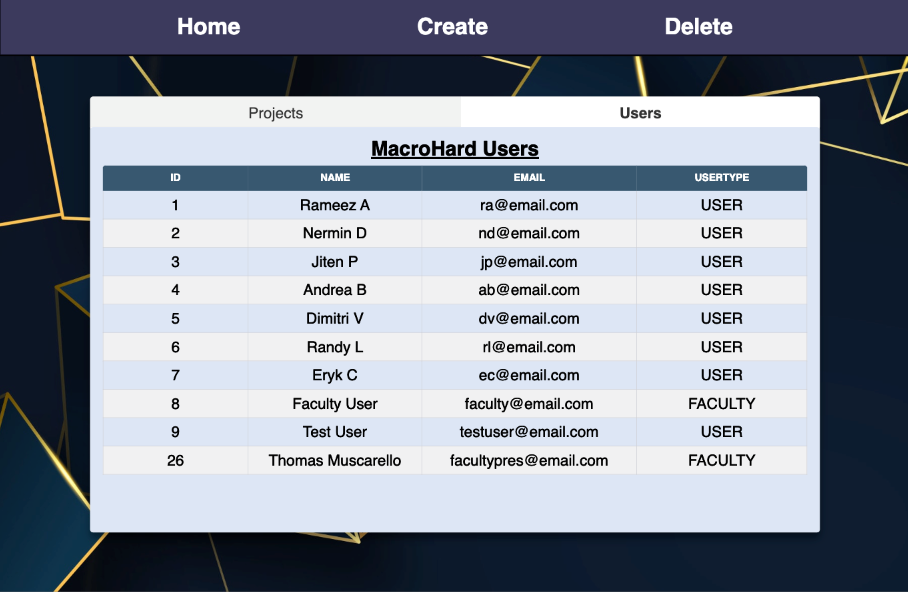 Home Create Delete
Projects Users
MacroHard Users
ID NAME EMAIL USERTYPE
1 Rameez A ra@email.com USER
2 Nermin D nd@email.com USER
3 Jiten P jp@email.com USER
4 Andrea B ab@email.com USER
5 Dimitri V dv@email.com USER
6 Randy L rl@email.com USER
7 Eryk C ec@email.com USER
8 Faculty User faculty@email.com FACULTY
9 Test User testuser@email.com USER
26 Thomas Muscarello facultypres@email.com FACULTY